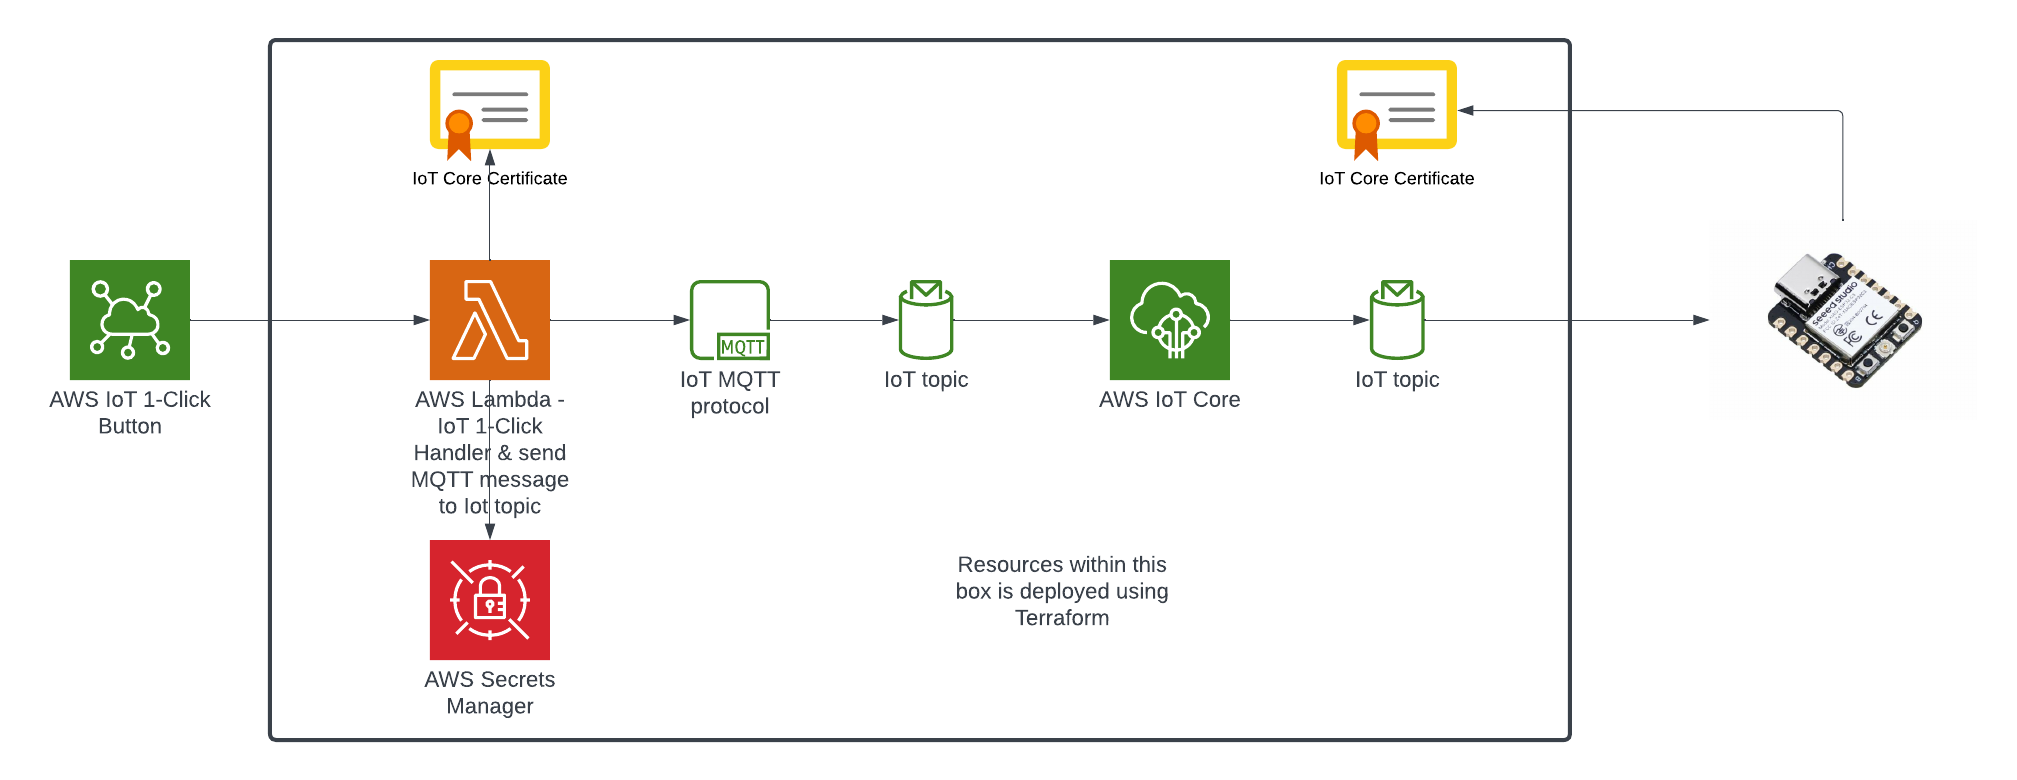 IoT Core Certificate
IoT Core Certificate
AWS IoT 1-Click
Button
AWS Lambda -
IoT 1-Click
Handler & send
MQTT message
to Iot topic
MQTT
IoT MQTT
protocol
IoT topic
AWS IoT Core
IoT topic
seeed studio
FCC
CE
Resources within this
box is deployed using
Terraform
AWS Secrets
Manager